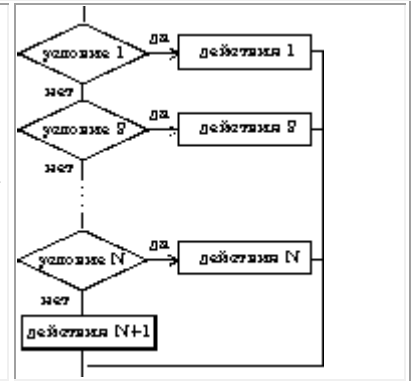 да
условие 1
действия 1
нет
да
условие 2
действия 2
нет
да
условие N
действия N
нет
действия N+1